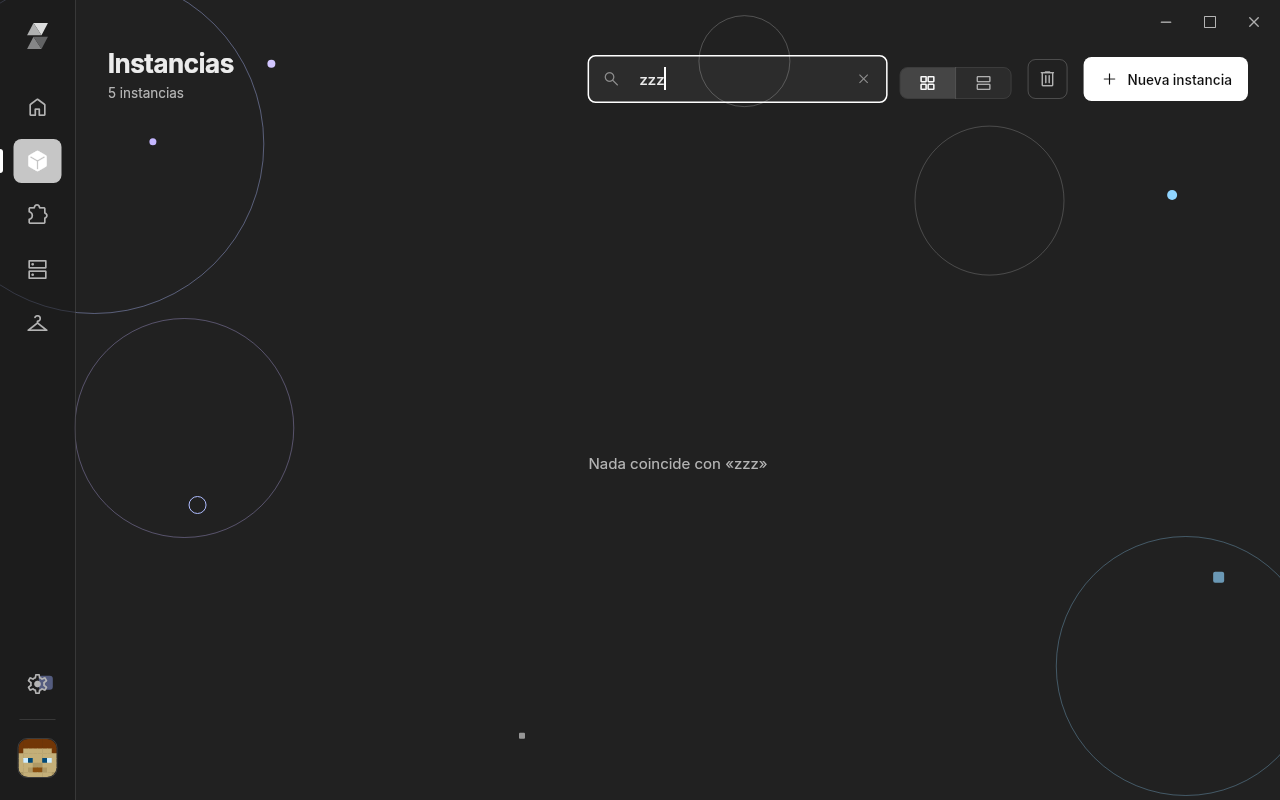 Instancias
5 instancias
zzz
Nueva instancia
Nada coincide con «zzz»